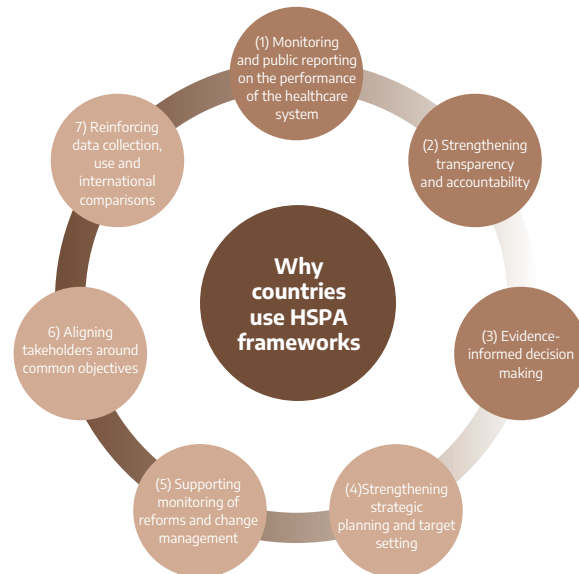 (1) Monitoring
and public reporting
on the performance
of the healthcare
system
(2) Strengthening
transparency
and accountability
(3) Evidence-
informed decision
making
(4)Strengthening
strategic
planning and target
setting
(5) Supporting
monitoring of
reforms and change
management
6) Aligning
takeholders around
common objectives
7) Reinforcing
data collection,
use and
international
comparisons
Why
countries
use HSPA
frameworks